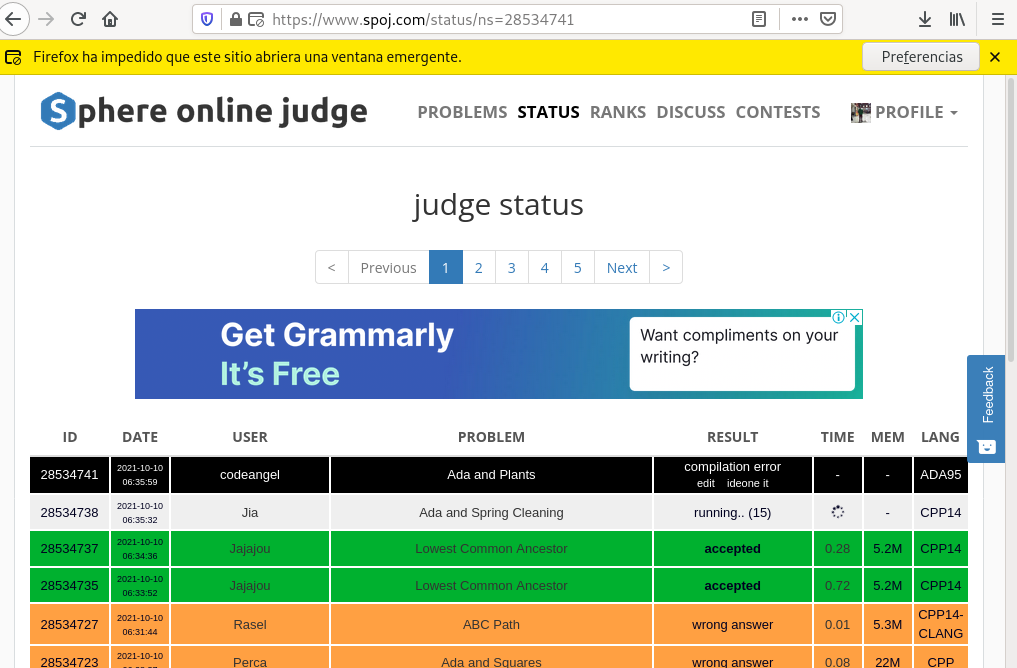 https://www.spoj.com/status/ns=28534741
Firefox ha impedido que este sitio abriera una ventana emergente.
Preferencias
Sphere online judge
PROBLEMS STATUS RANKS DISCUSS CONTESTS PROFILE
judge status
< Previous 1 2 3 4 5 Next >
Get Grammarly
It's Free
Want compliments on your
writing?
Feedback
ID DATE USER PROBLEM RESULT TIME MEM LANG
28534741 2021-10-10 06:35:59 codeangel Ada and Plants compilation error edit ideone it - - ADA95
28534738 2021-10-10 06:35:32 Jia Ada and Spring Cleaning running.. (15) - CPP14
28534737 2021-10-10 06:34:36 Jajajou Lowest Common Ancestor accepted 0.28 5.2M CPP14
28534735 2021-10-10 06:33:52 Jajajou Lowest Common Ancestor accepted 0.72 5.2M CPP14
28534727 2021-10-10 06:31:44 Rasel ABC Path wrong answer 0.01 5.3M CPP14-CLANG
28534723 2021-10-10 Perca Ada and Squares wrong answer 0.08 22M CPP